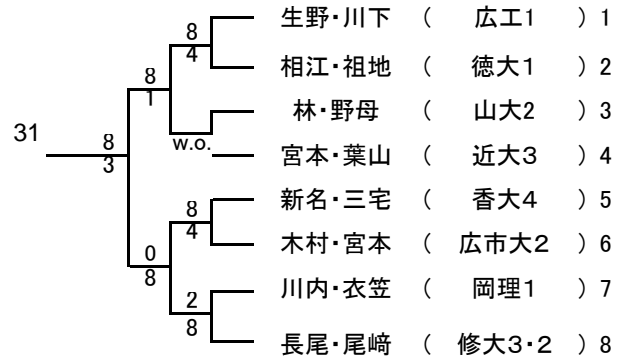 8 生野・川下 ( 広工1 ) 1
4
8 相江・祖地 ( 徳大1 ) 2
1 林・野母 ( 山大2 ) 3
31 8 w.o.
3 宮本・葉山 ( 近大3 ) 4
8 新名・三宅 ( 香大4 ) 5
4
0 木村・宮本 ( 広市大2 ) 6
8
2 川内・衣笠 ( 岡理1 ) 7
8 長尾・尾﨑 ( 修大3・2 ) 8